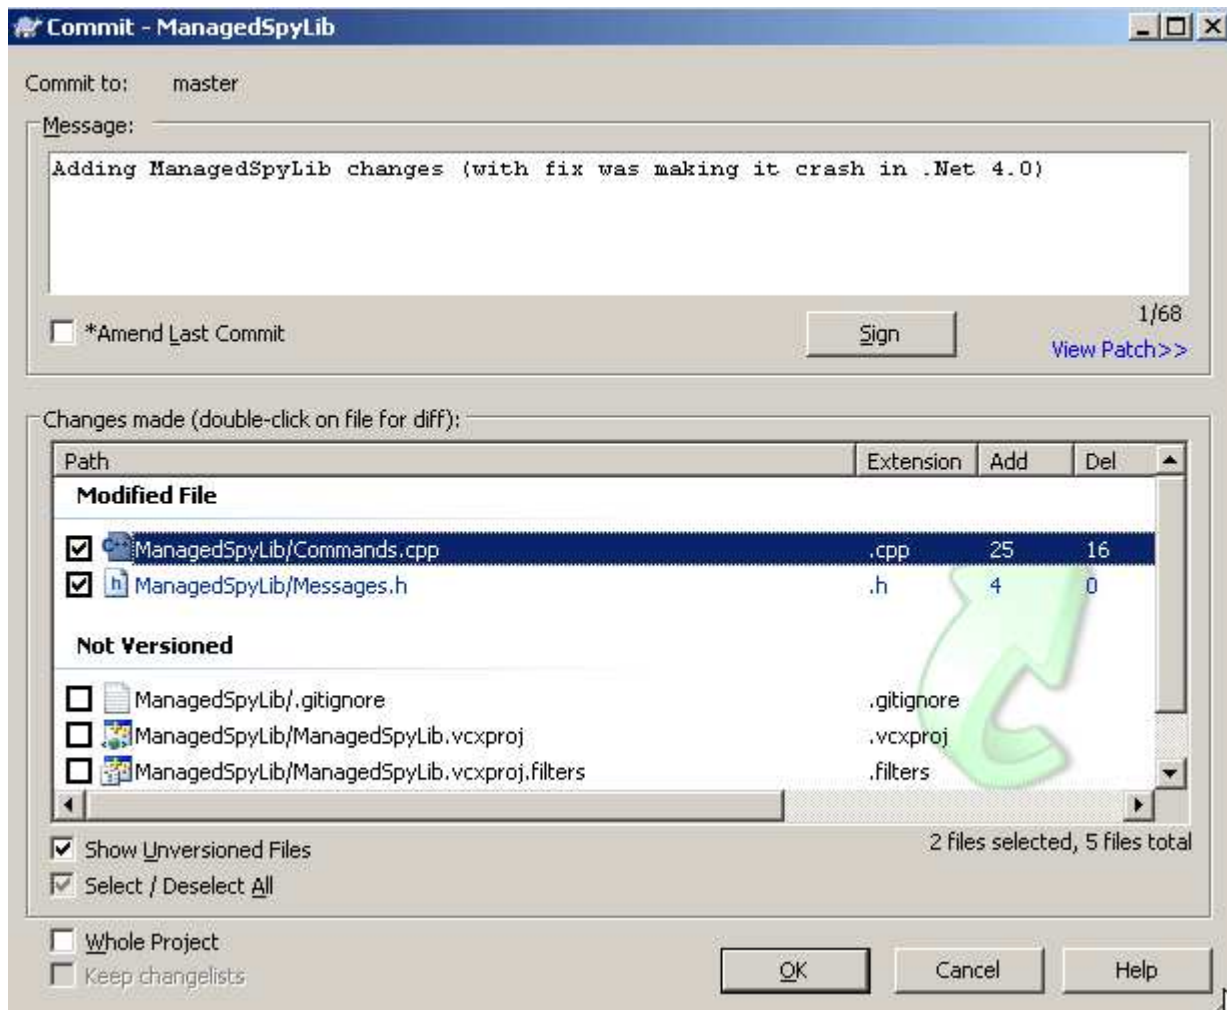 Commit - ManagedSpyLib
Commit to: master
Message:
Adding ManagedSpyLib changes (with fix was making it crash in .Net 4.0)
*Amend Last Commit
Sign
1/68
View Patch>>
Changes made (double-click on file for diff):
Path Extension Add Del
Modified File
ManagedSpyLib/Commands.cpp .cpp 25 16
ManagedSpyLib/Messages.h .h 4 0
Not Versioned
ManagedSpyLib/.gitignore .gitignore
ManagedSpyLib/ManagedSpyLib.vcxproj .vcxproj
ManagedSpyLib/ManagedSpyLib.vcxproj.filters .filters
Show Unversioned Files
2 files selected, 5 files total
Select / Deselect All
Whole Project
Keep changelists
OK Cancel Help